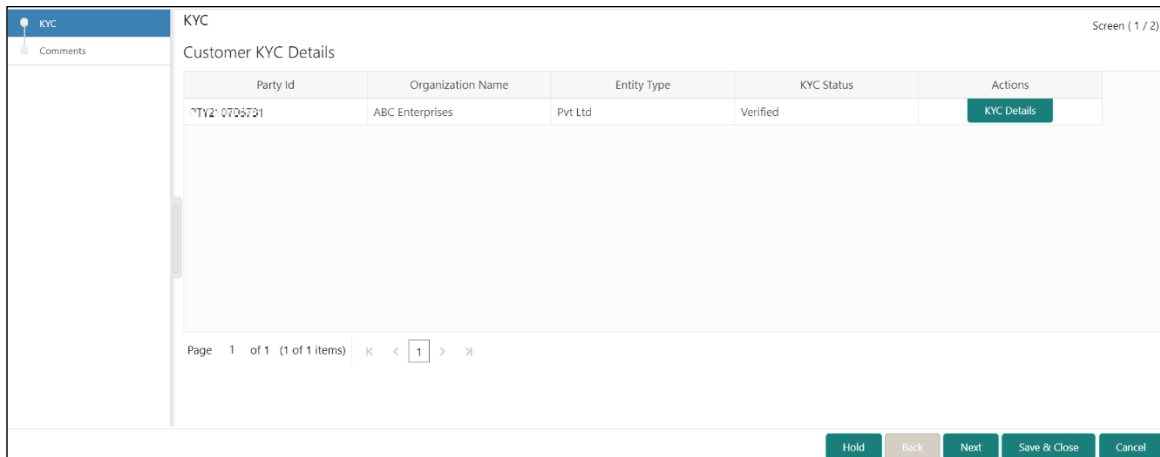 KYC
Comments
KYC
Screen ( 1 / 2)
Customer KYC Details
Party Id Organization Name Entity Type KYC Status Actions
ABC Enterprises Pvt Ltd Verified KYC Details
Page 1 of 1 (1 of 1 items) 1
Hold Back Next Save & Close Cancel